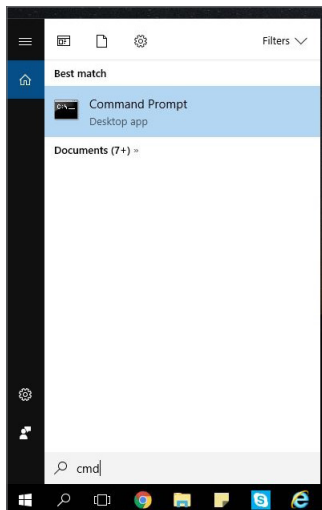 Filters
Best match
C:\_
Command Prompt
Desktop app
Documents (7+) »
cmd